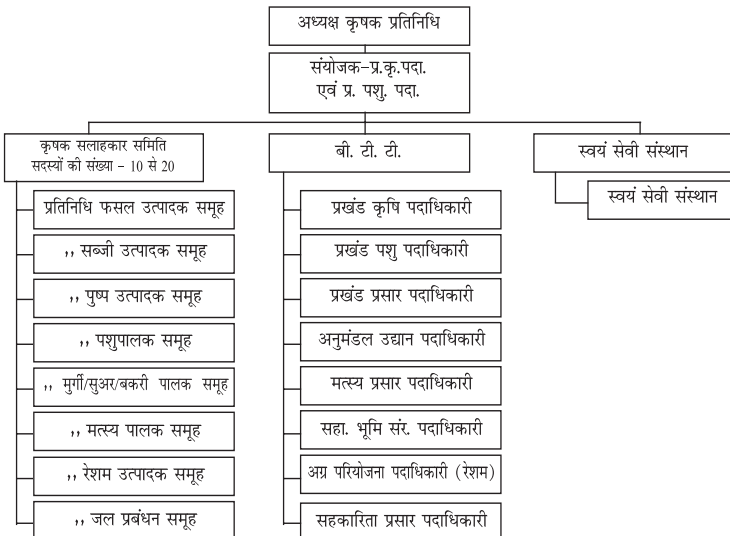 अध्यक्ष कृषक प्रतिनिधि
संयोजक-प्र.कृ.पदा.
एवं प्र. पशु. पदा.
कृषक सलाहकार समिति
सदस्यों की संख्या - 10 से 20
प्रतिनिधि फसल उत्पादक समूह
,, सब्जी उत्पादक समूह
,, पुष्प उत्पादक समूह
,, पशुपालक समूह
,, मुर्गी/सुअर/बकरी पालक समूह
,, मत्स्य पालक समूह
,, रेशम उत्पादक समूह
,, जल प्रबंधन समूह
बी. टी. टी.
प्रखंड कृषि पदाधिकारी
प्रखंड पशु पदाधिकारी
प्रखंड प्रसार पदाधिकारी
अनुमंडल उद्यान पदाधिकारी
मत्स्य प्रसार पदाधिकारी
सहा. भूमि संर. पदाधिकारी
अग्र परियोजना पदाधिकारी (रेशम)
सहकारिता प्रसार पदाधिकारी
स्वयं सेवी संस्थान
स्वयं सेवी संस्थान